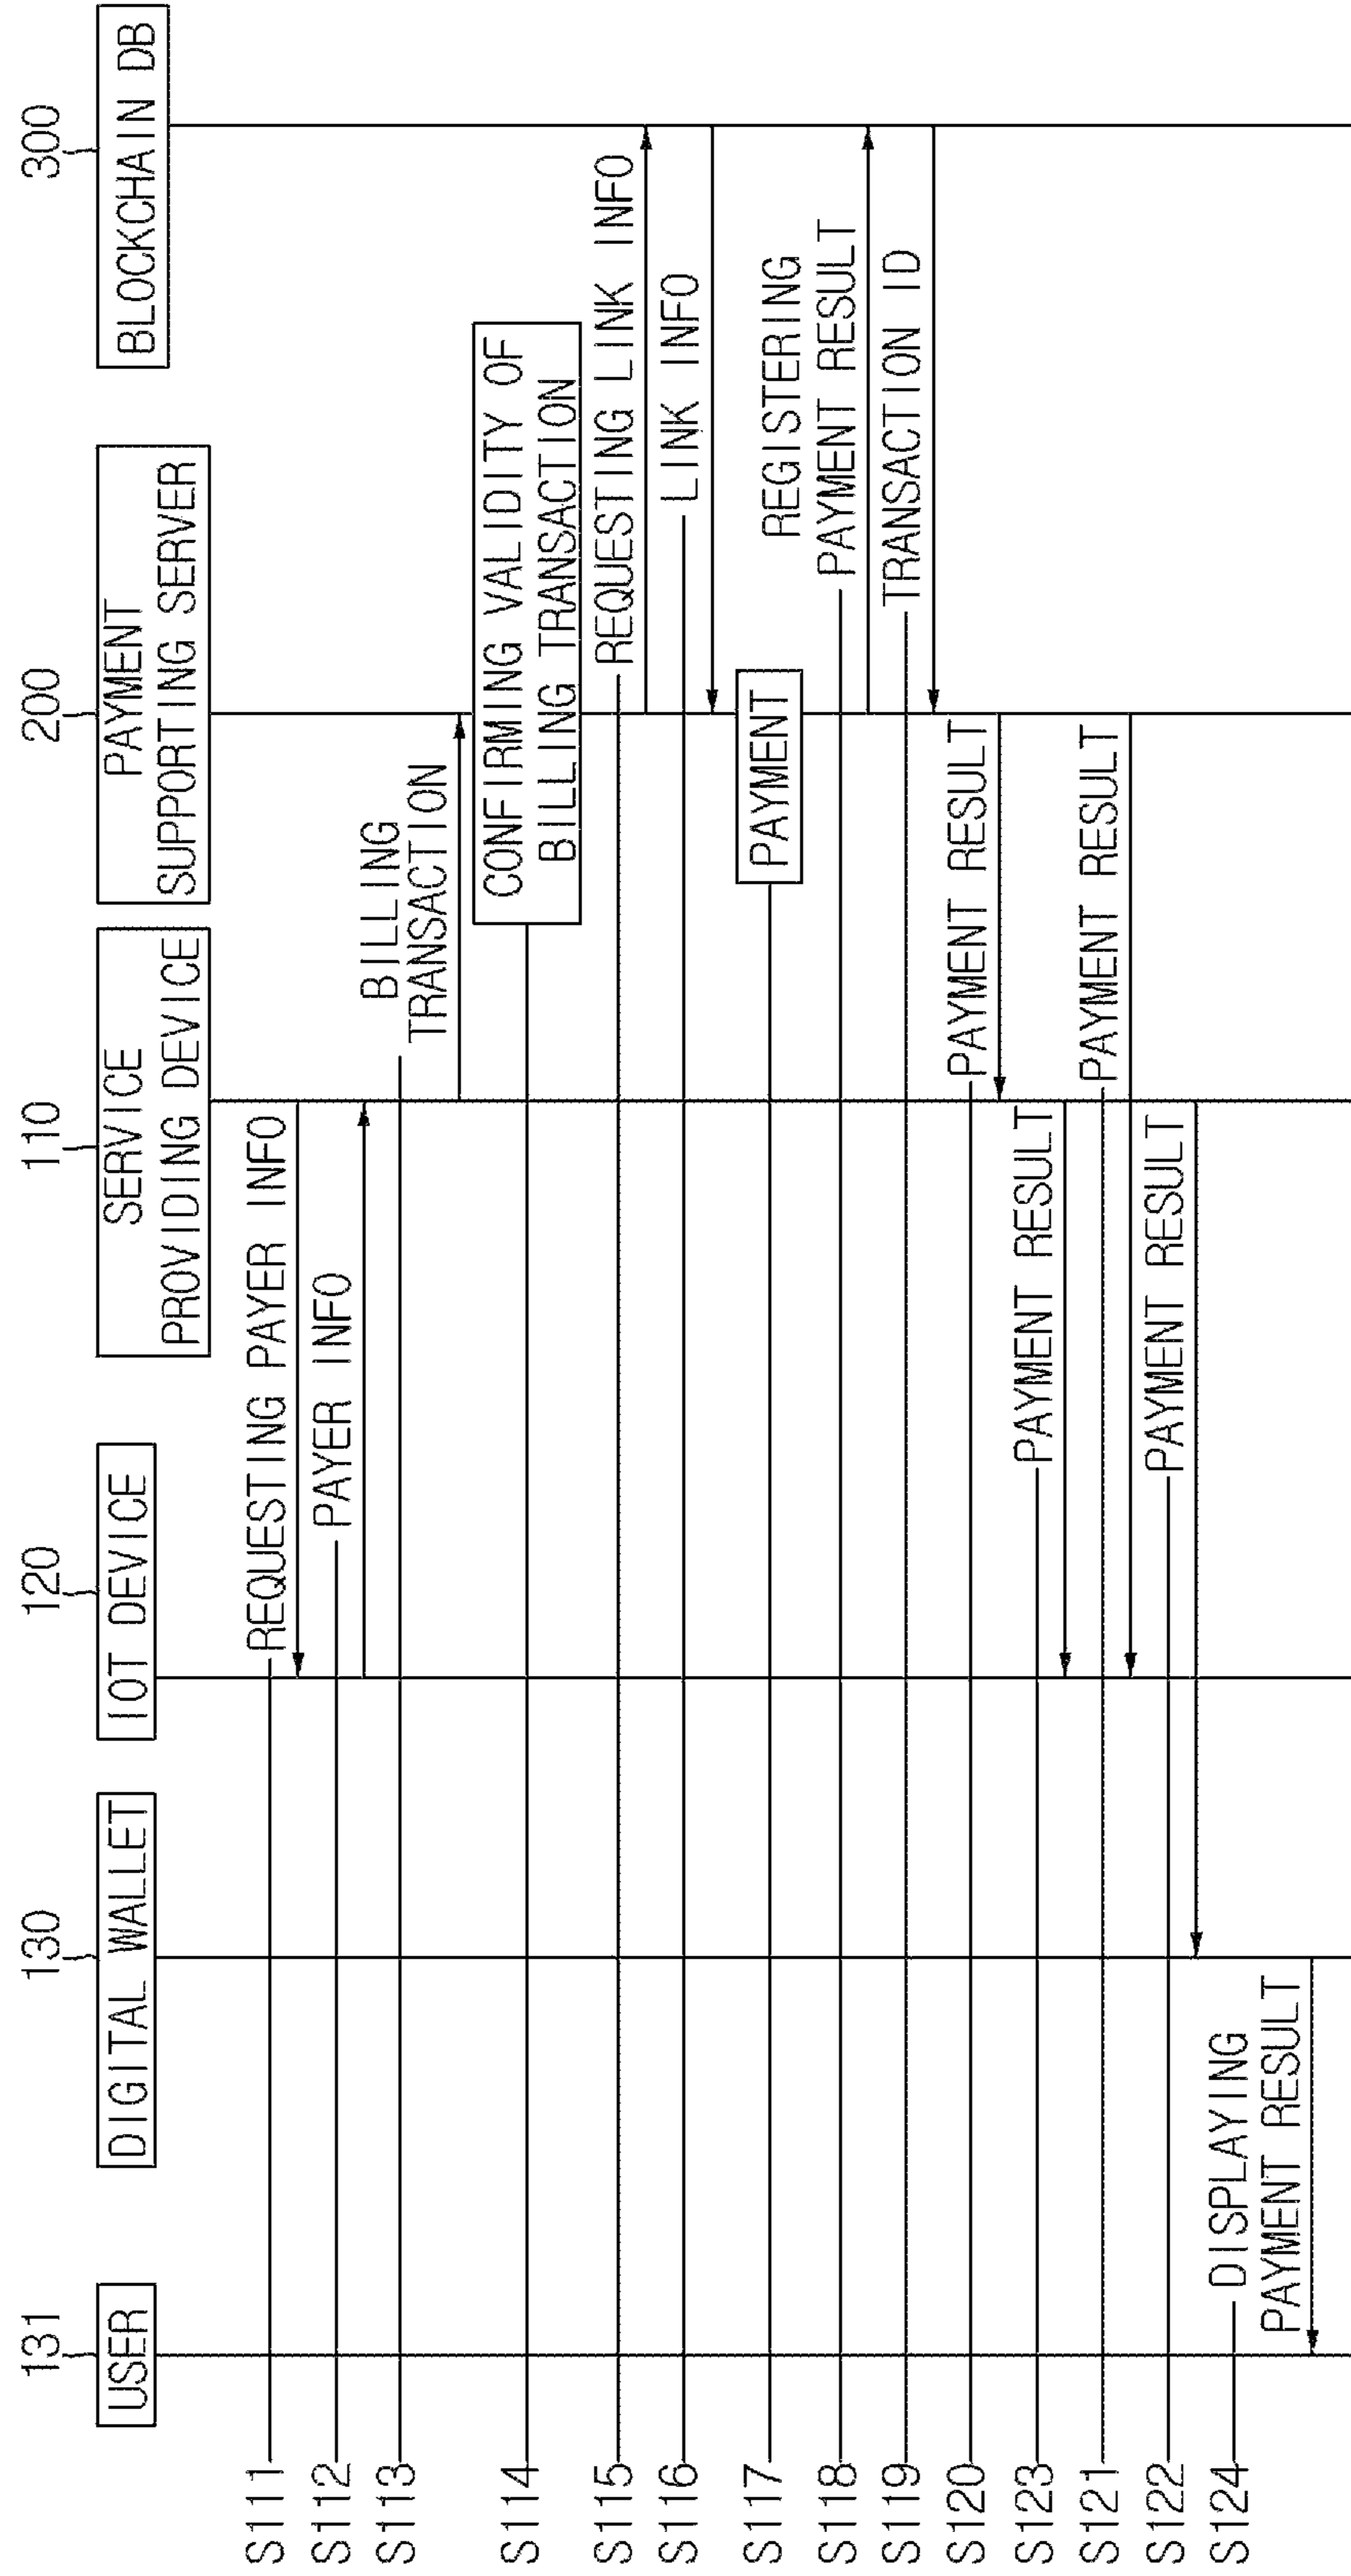 131
130
120
110
200
300
USER
DIGITAL WALLET
IOT DEVICE
SERVICE
PROVIDING DEVICE
PAYMENT
SUPPORTING SERVER
BLOCKCHAIN DB
S111
REQUESTING PAYER INFO
S112
PAYER INFO
S113
BILLING
TRANSACTION
S114
CONFIRMING VALIDITY OF
BILLING TRANSACTION
S115
REQUESTING LINK INFO
S116
LINK INFO
S117
PAYMENT
S118
REGISTERING
PAYMENT RESULT
S119
TRANSACTION ID
S120
PAYMENT RESULT
S123
PAYMENT RESULT
S121
PAYMENT RESULT
S122
PAYMENT RESULT
S124
DISPLAYING
PAYMENT RESULT